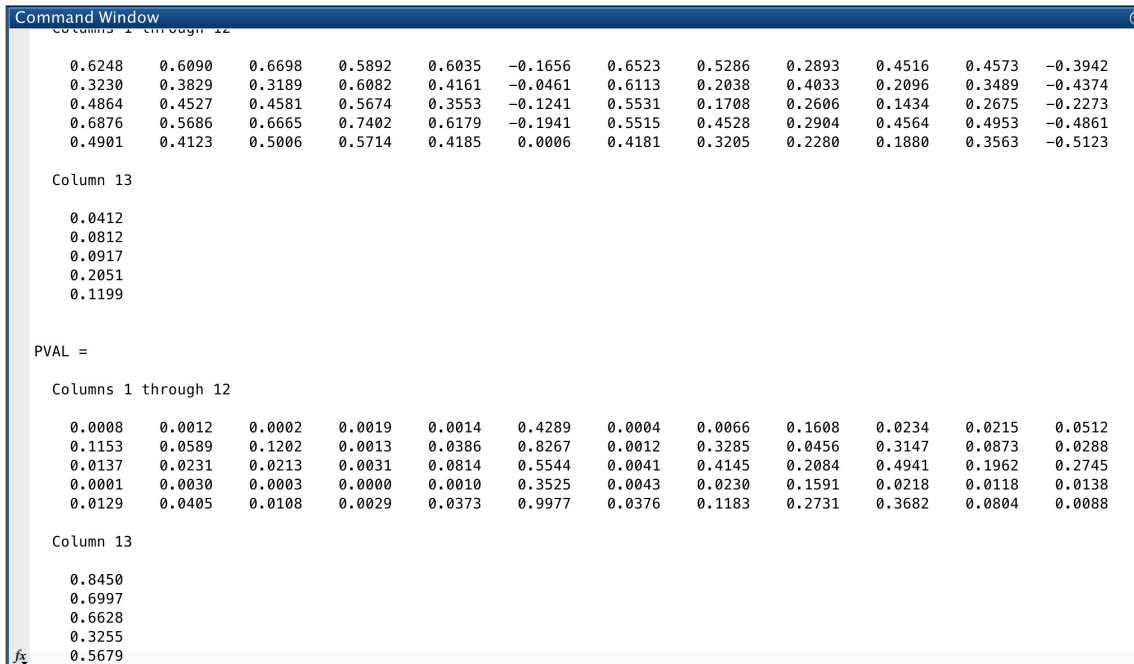 Command Window
Columns 1 through 12
0.6248 0.6090 0.6698 0.5892 0.6035 -0.1656 0.6523 0.5286 0.2893 0.4516 0.4573 -0.3942
0.3230 0.3829 0.3189 0.6082 0.4161 -0.0461 0.6113 0.2038 0.4033 0.2096 0.3489 -0.4374
0.4864 0.4527 0.4581 0.5674 0.3553 -0.1241 0.5531 0.1708 0.2606 0.1434 0.2675 -0.2273
0.6876 0.5686 0.6665 0.7402 0.6179 -0.1941 0.5515 0.4528 0.2904 0.4564 0.4953 -0.4861
0.4901 0.4123 0.5006 0.5714 0.4185 0.0006 0.4181 0.3205 0.2280 0.1880 0.3563 -0.5123
Column 13
0.0412
0.0812
0.0917
0.2051
0.1199
PVAL =
Columns 1 through 12
0.0008 0.0012 0.0002 0.0019 0.0014 0.4289 0.0004 0.0066 0.1608 0.0234 0.0215 0.0512
0.1153 0.0589 0.1202 0.0013 0.0386 0.8267 0.0012 0.3285 0.0456 0.3147 0.0873 0.0288
0.0137 0.0231 0.0213 0.0031 0.0814 0.5544 0.0041 0.4145 0.2084 0.4941 0.1962 0.2745
0.0001 0.0030 0.0003 0.0000 0.0010 0.3525 0.0043 0.0230 0.1591 0.0218 0.0118 0.0138
0.0129 0.0405 0.0108 0.0029 0.0373 0.9977 0.0376 0.1183 0.2731 0.3682 0.0804 0.0088
Column 13
0.8450
0.6997
0.6628
0.3255
fx 0.5679